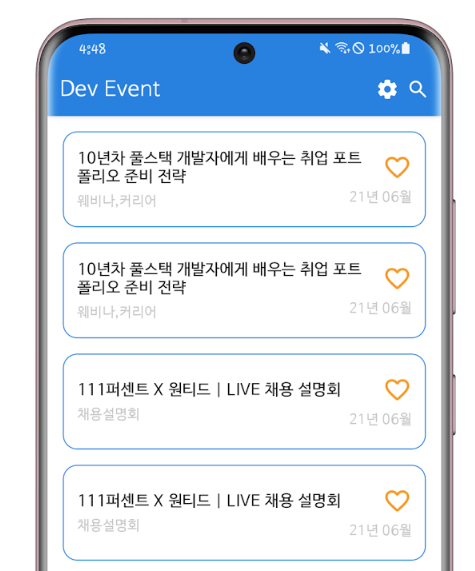 4:48
100%
Dev Event
10년차 풀스택 개발자에게 배우는 취업 포트
폴리오 준비 전략
웨비나,커리어
21년 06월
10년차 풀스택 개발자에게 배우는 취업 포트
폴리오 준비 전략
웨비나,커리어
21년 06월
111퍼센트 X 원티드 | LIVE 채용 설명회
채용설명회
21년 06월
111퍼센트 X 원티드 | LIVE 채용 설명회
채용설명회
21년 06월